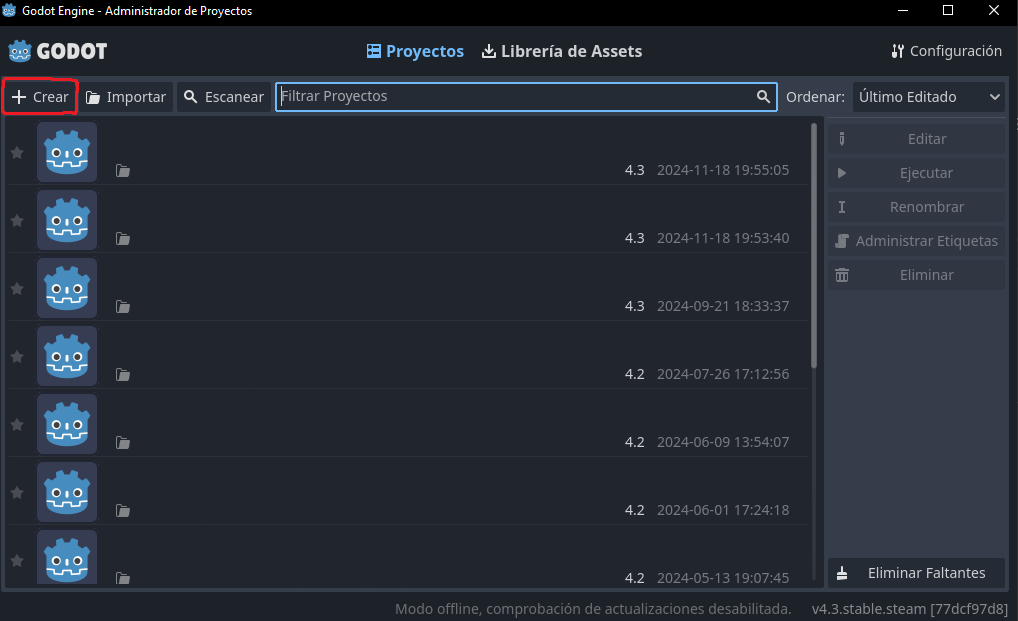 Godot Engine - Administrador de Proyectos
GODOT
Proyectos
Librería de Assets
Configuración
Crear
Importar
Escanear
Filtrar Proyectos
Ordenar:
Último Editado
4.3 2024-11-18 19:55:05
4.3 2024-11-18 19:53:40
4.3 2024-09-21 18:33:37
4.2 2024-07-26 17:12:56
4.2 2024-06-09 13:54:07
4.2 2024-06-01 17:24:18
4.2 2024-05-13 19:07:45
Editar
Ejecutar
Renombrar
Administrar Etiquetas
Eliminar
Eliminar Faltantes
Modo offline, comprobación de actualizaciones desabilitada.
v4.3.stable.steam [77dcf97d8]